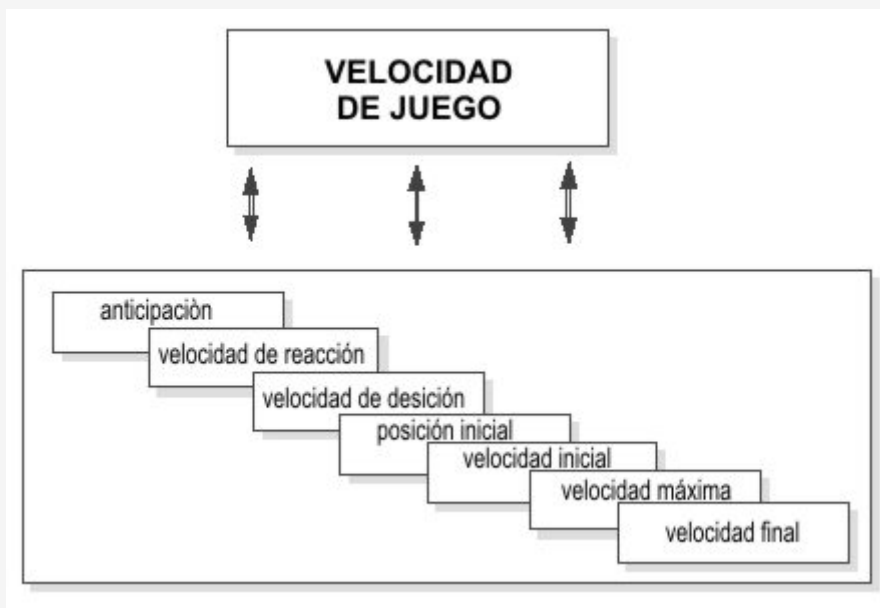 VELOCIDAD
DE JUEGO
anticipaciòn
velocidad de reacción
velocidad de desición
posición inicial
velocidad inicial
velocidad máxima
velocidad final